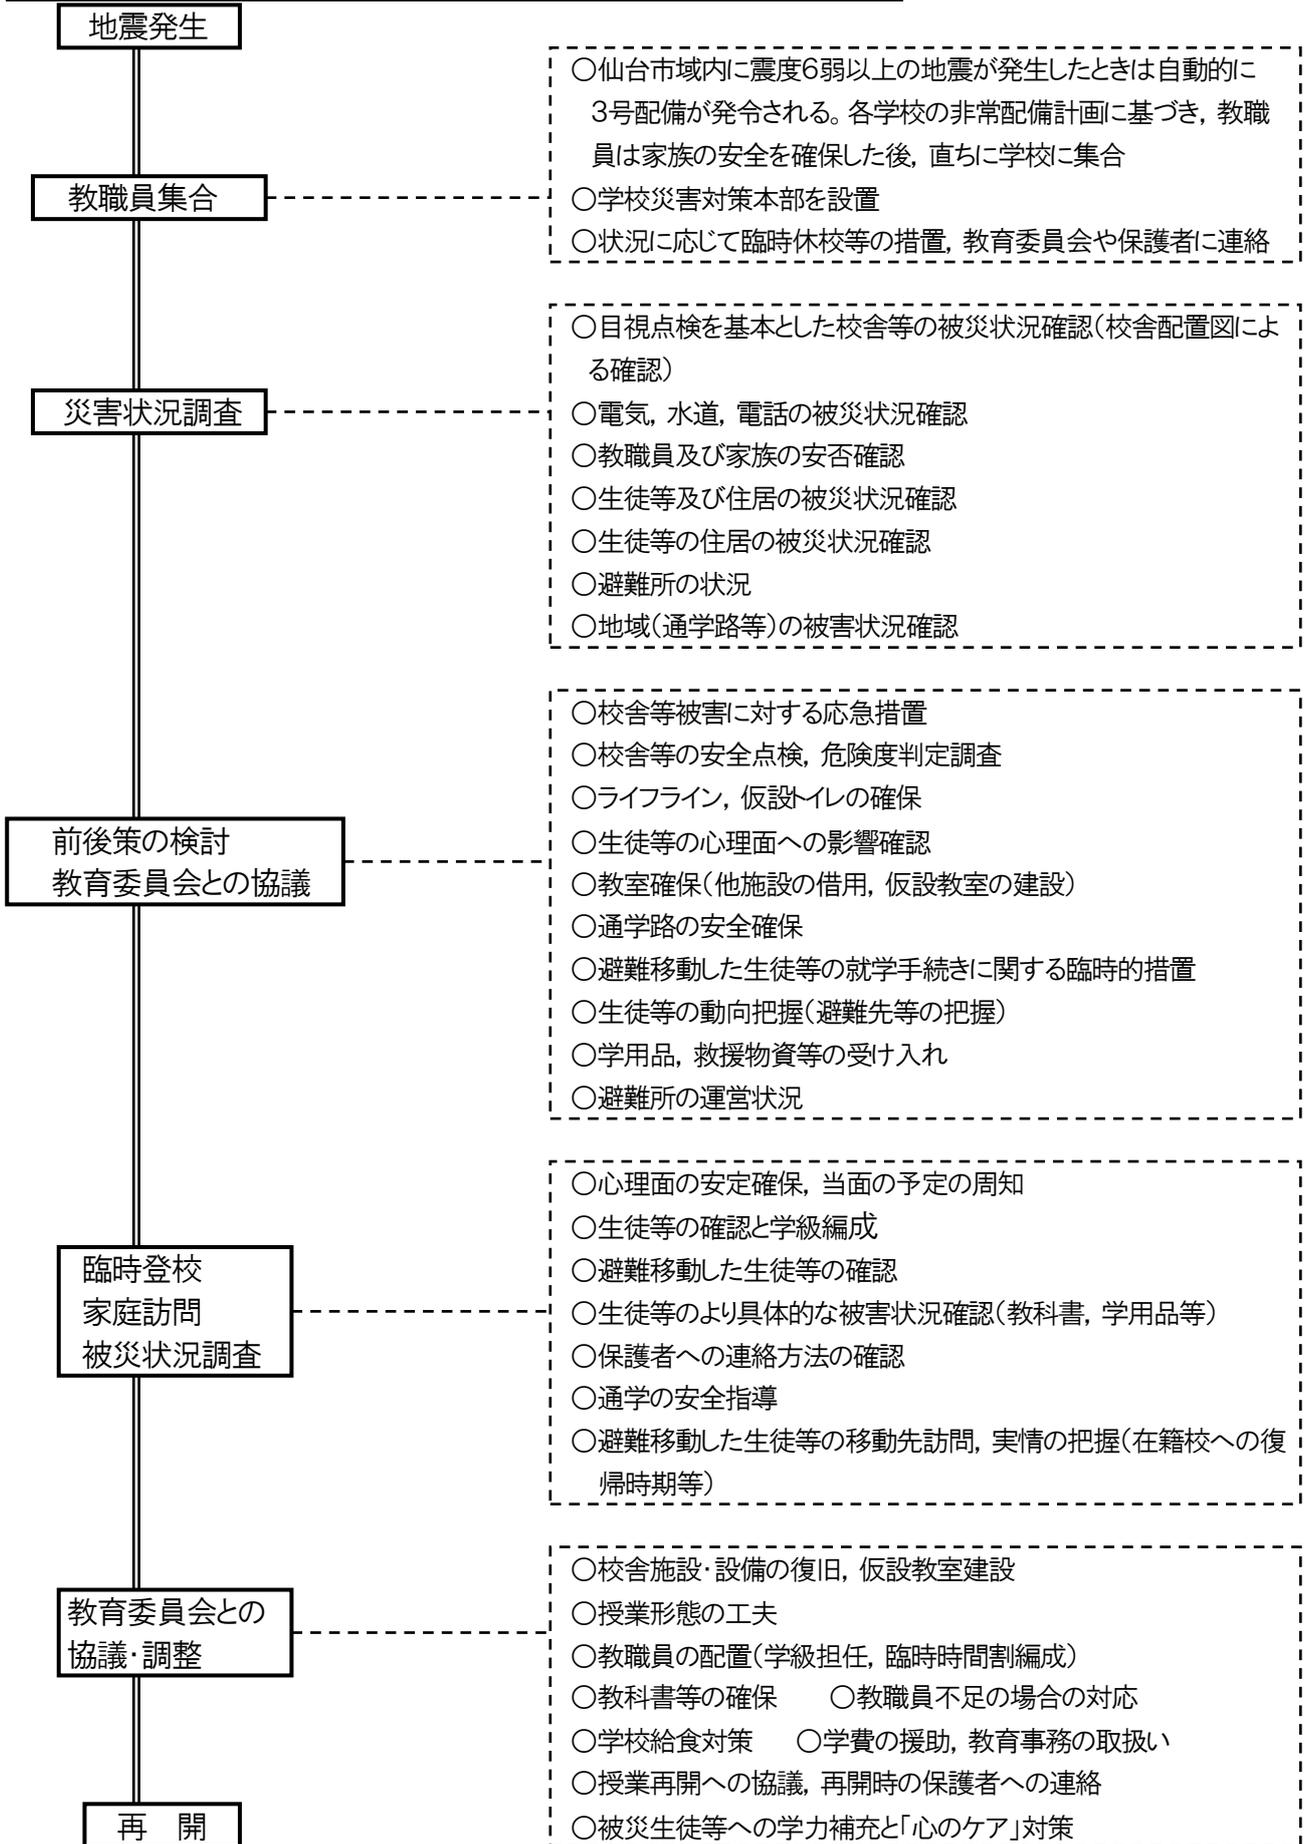 地震発生
○仙台市域内に震度6弱以上の地震が発生したときは自動的に
3号配備が発令される。各学校の非常配備計画に基づき，教職
員は家族の安全を確保した後，直ちに学校に集合
教職員集合
○学校災害対策本部を設置
○状況に応じて臨時休校等の措置，教育委員会や保護者に連絡
○目視点検を基本とした校舎等の被災状況確認（校舎配置図によ
る確認）
災害状況調査
○電気，水道，電話の被災状況確認
○教職員及び家族の安否確認
○生徒等及び住居の被災状況確認
○生徒等の住居の被災状況確認
○避難所の状況
○地域（通学路等）の被害状況確認
○校舎等被害に対する応急措置
○校舎等の安全点検，危険度判定調査
○ライフライン，仮設トイレの確保
前後策の検討
教育委員会との協議
○生徒等の心理面への影響確認
○教室確保（他施設の借用，仮設教室の建設）
○通学路の安全確保
○避難移動した生徒等の就学手続きに関する臨時的措置
○生徒等の動向把握（避難先等の把握）
○学用品，救援物資等の受け入れ
○避難所の運営状況
○心理面の安定確保，当面の予定の周知
○生徒等の確認と学級編成
臨時登校
家庭訪問
被災状況調査
○避難移動した生徒等の確認
○生徒等のより具体的な被害状況確認（教科書，学用品等）
○保護者への連絡方法の確認
○通学の安全指導
○避難移動した生徒等の移動先訪問，実情の把握（在籍校への復
帰時期等）
○校舎施設・設備の復旧，仮設教室建設
教育委員会との
協議・調整
○授業形態の工夫
○教職員の配置（学級担任，臨時時間割編成）
○教科書等の確保　　○教職員不足の場合の対応
○学校給食対策　　○学費の援助，教育事務の取扱い
○授業再開への協議，再開時の保護者への連絡
再　開
○被災生徒等への学力補充と「心のケア」対策